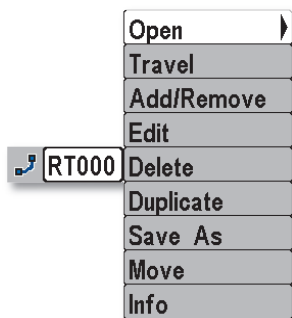 Open
Travel
Add/Remove
Edit
RT000 Delete
Duplicate
Save As
Move
Info